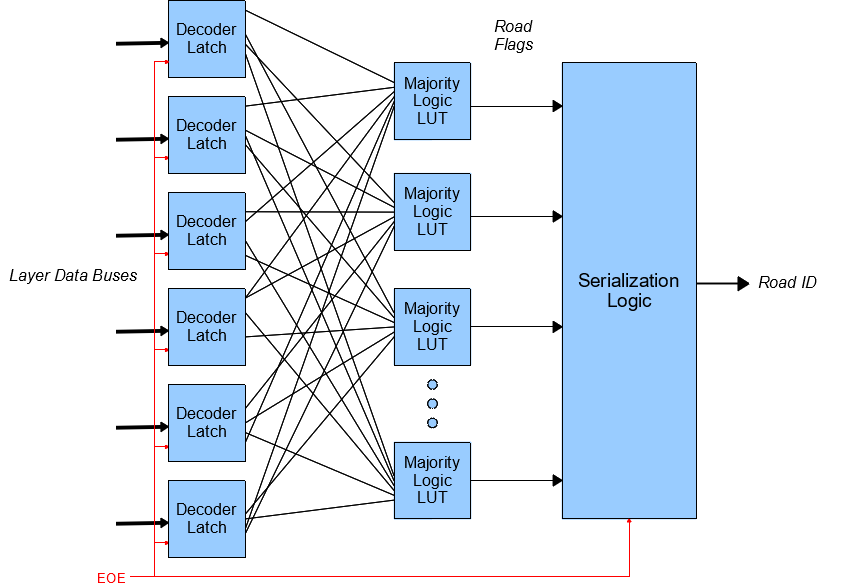 Road
Flags
Decoder
Latch
Decoder
Latch
Decoder
Latch
Layer Data Buses
Decoder
Latch
Decoder
Latch
Decoder
Latch
Majority
Logic
LUT
Majority
Logic
LUT
Majority
Logic
LUT
Majority
Logic
LUT
Serialization
Logic
Road ID
EOE